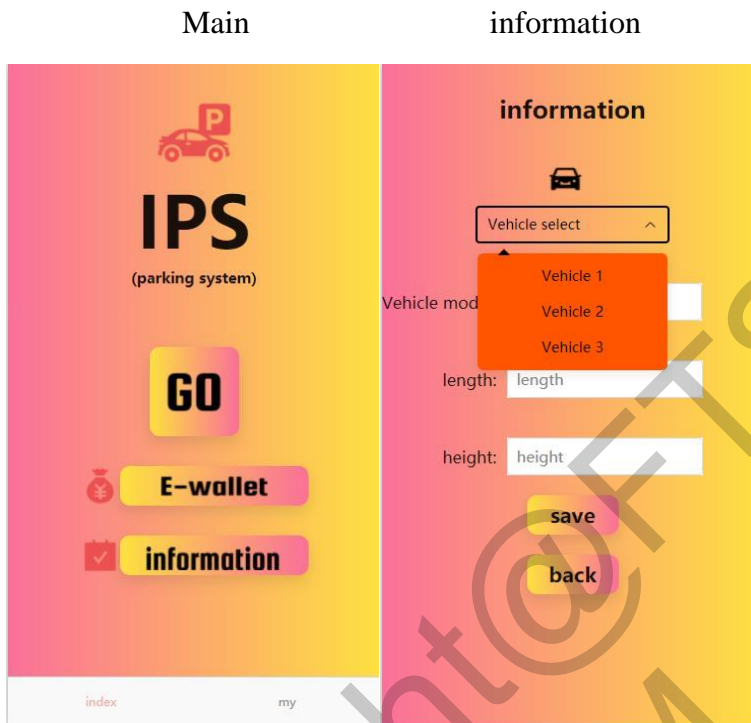 Main
information
P
IPS
(parking system)
GO
E-wallet
information
index
my
information
Vehicle select
Vehicle 1
Vehicle mod
Vehicle 2
Vehicle 3
length: length
height: height
save
back